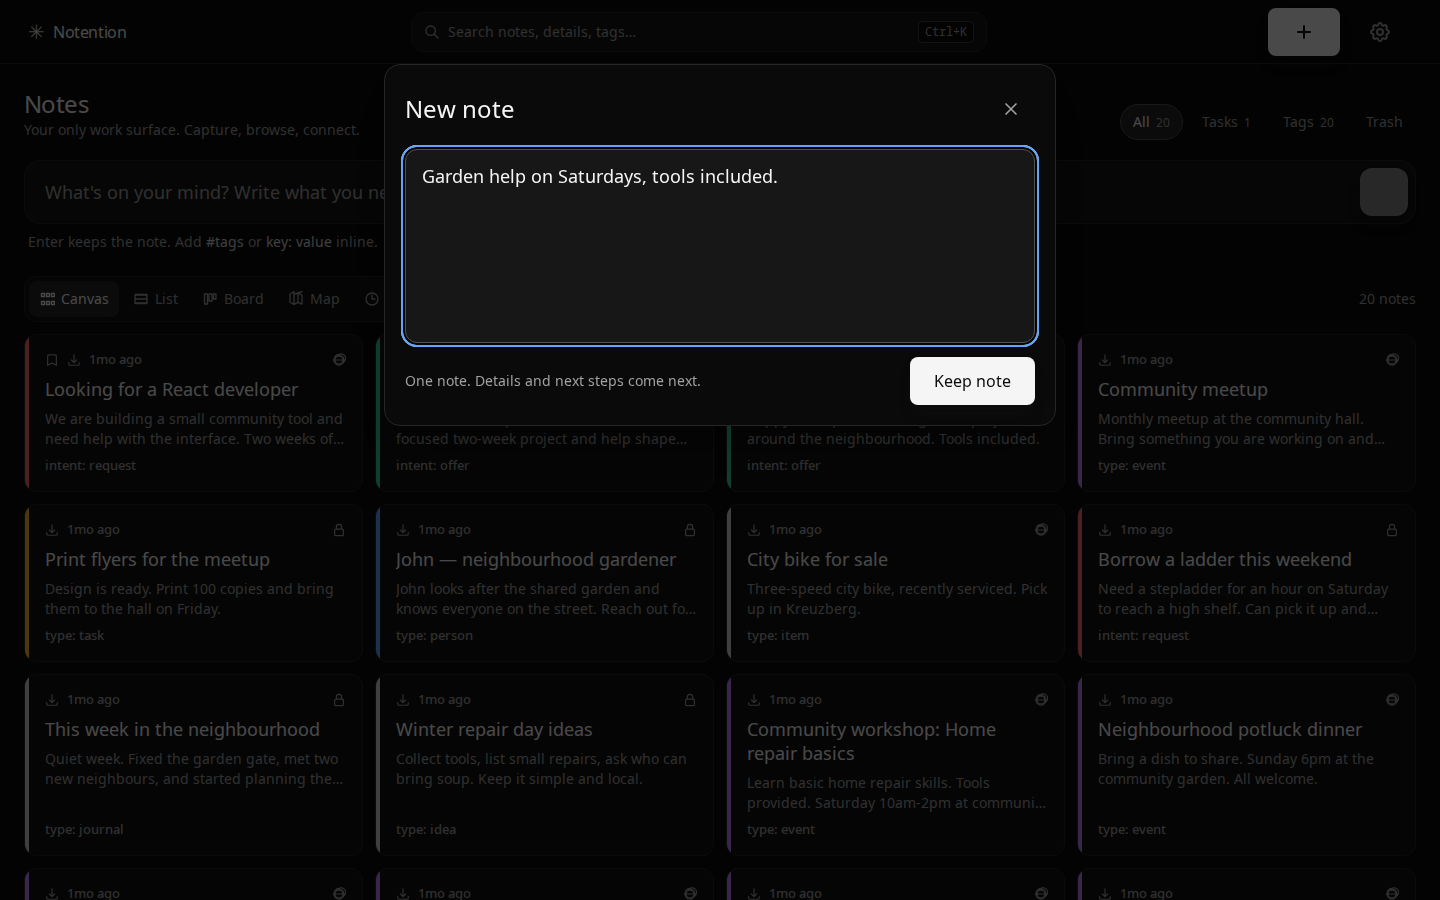 Notention
Search notes, details, tags...
Ctrl+K
Notes
Your only work surface. Capture, browse, connect.
All 20
Tasks 1
Tags 20
Trash
New note
Garden help on Saturdays, tools included.
One note. Details and next steps come next.
Keep note
What's on your mind? Write what you ne
Enter keeps the note. Add #tags or key: value inline.
Canvas
List
Board
Map
20 notes
1mo ago
Looking for a React developer
We are building a small community tool and
need help with the interface. Two weeks of...
intent: request
focused two-week project and help shape...
intent: offer
around the neighbourhood. Tools included.
intent: offer
1mo ago
Community meetup
Monthly meetup at the community hall.
Bring something you are working on and...
type: event
1mo ago
Print flyers for the meetup
Design is ready. Print 100 copies and bring
them to the hall on Friday.
type: task
1mo ago
John — neighbourhood gardener
John looks after the shared garden and
knows everyone on the street. Reach out fo...
type: person
1mo ago
City bike for sale
Three-speed city bike, recently serviced. Pick
up in Kreuzberg.
type: item
1mo ago
Borrow a ladder this weekend
Need a stepladder for an hour on Saturday
to reach a high shelf. Can pick it up and...
intent: request
1mo ago
This week in the neighbourhood
Quiet week. Fixed the garden gate, met two
new neighbours, and started planning the...
type: journal
1mo ago
Winter repair day ideas
Collect tools, list small repairs, ask who can
bring soup. Keep it simple and local.
type: idea
1mo ago
Community workshop: Home
repair basics
Learn basic home repair skills. Tools
provided. Saturday 10am-2pm at communi...
type: event
1mo ago
Neighbourhood potluck dinner
Bring a dish to share. Sunday 6pm at the
community garden. All welcome.
type: event
1mo ago
1mo ago
1mo ago
1mo ago